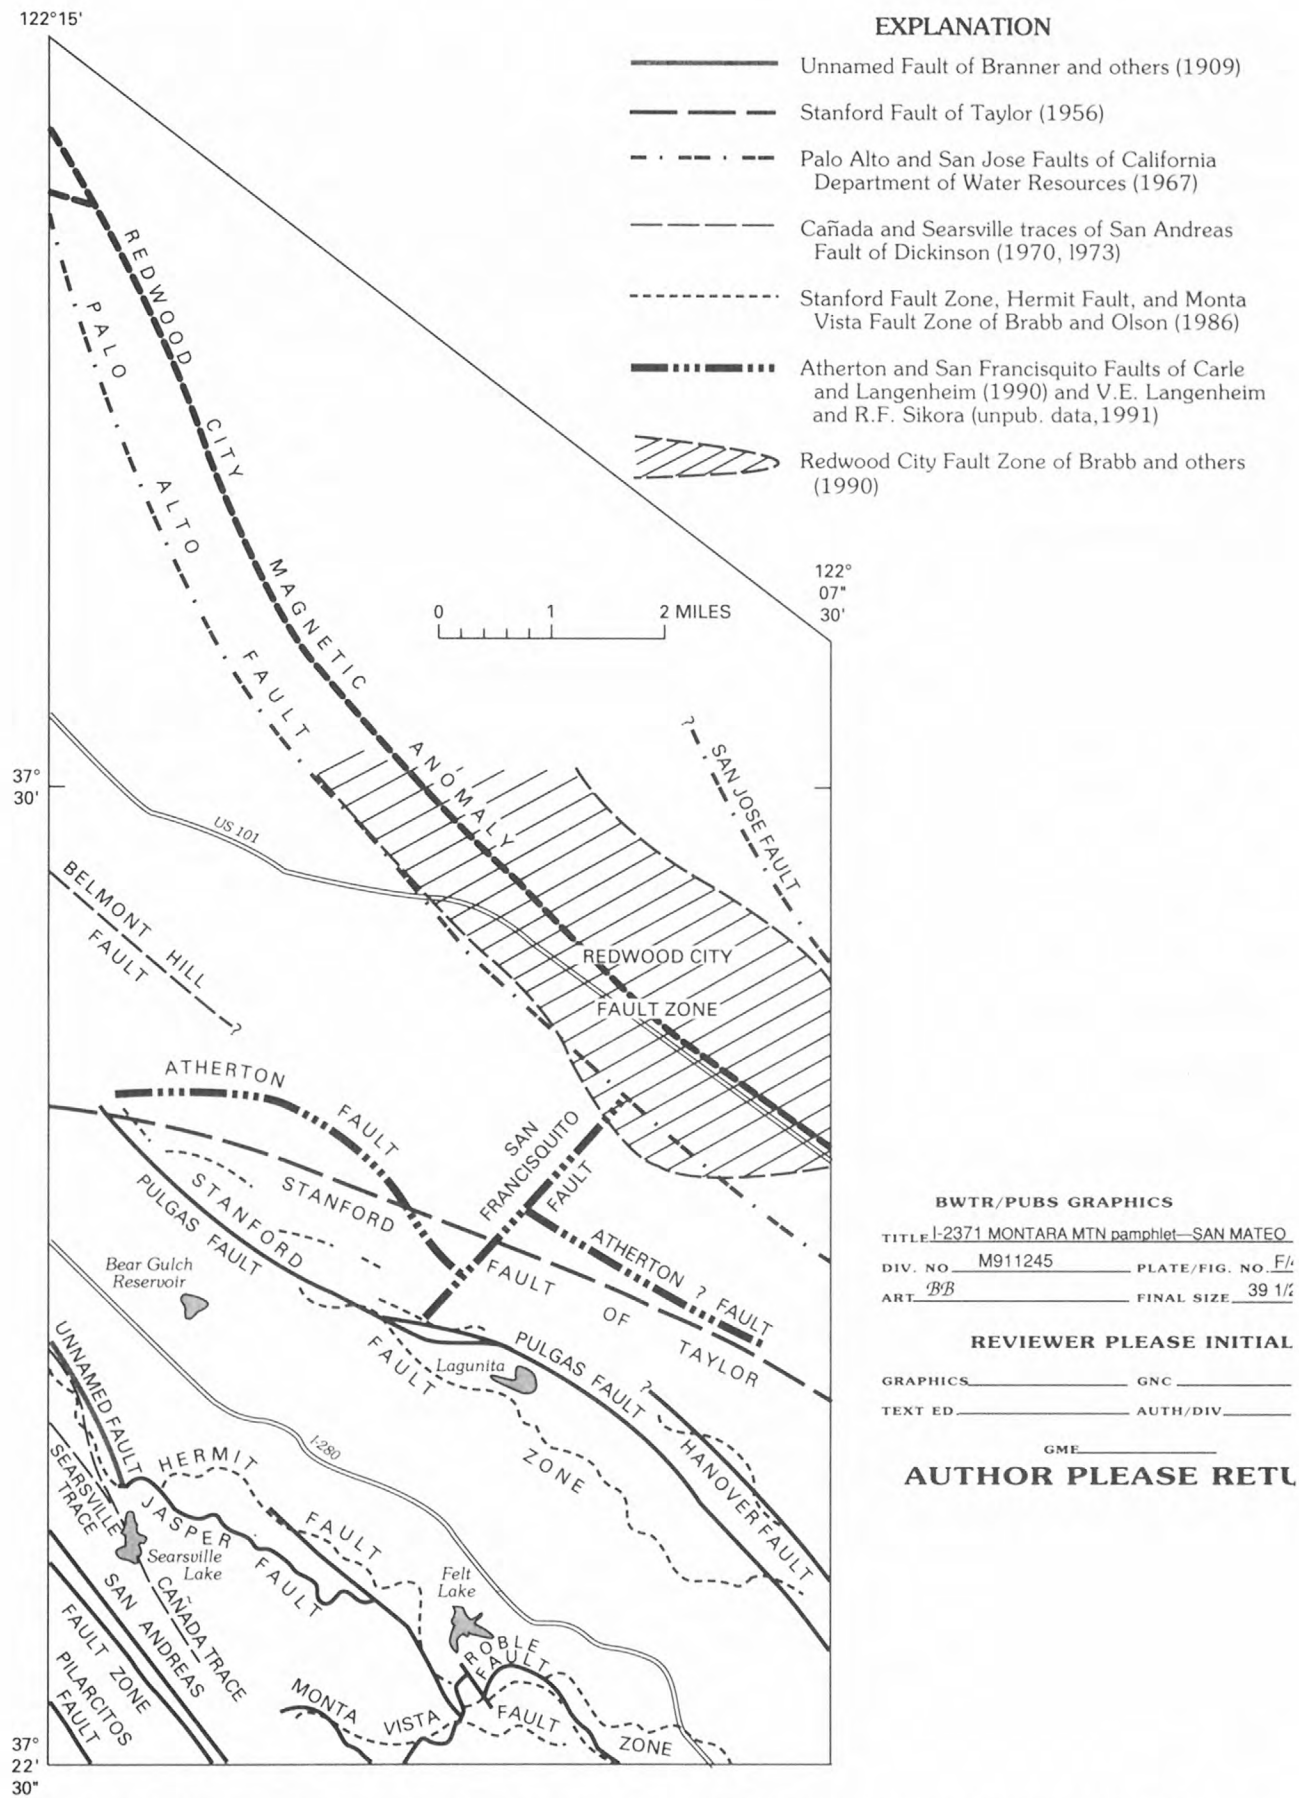 122°15'
EXPLANATION
Unnamed Fault of Branner and others (1909)
Stanford Fault of Taylor (1956)
Palo Alto and San Jose Faults of California
Department of Water Resources (1967)
Cañada and Searsville traces of San Andreas
Fault of Dickinson (1970, 1973)
Stanford Fault Zone, Hermit Fault, and Monta
Vista Fault Zone of Brabb and Olson (1986)
Atherton and San Francisquito Faults of Carle
and Langenheim (1990) and V.E. Langenheim
and R.F. Sikora (unpub. data,1991)
Redwood City Fault Zone of Brabb and others
(1990)
REDWOOD CITY MAGNETIC ANOMALY
PALO ALTO FAULT
122°
07"
30'
0 1 2 MILES
?
SAN JOSE FAULT
37°
30'
US 101
BELMONT HILL
FAULT
?
REDWOOD CITY
FAULT ZONE
ATHERTON FAULT
SAN
FRANCISQUITO
FAULT
STANFORD FAULT OF TAYLOR
STANFORD FAULT ZONE
PULGAS FAULT
ATHERTON ? FAULT
Bear Gulch
Reservoir
Lagunita
PULGAS FAULT
?
HANOVER FAULT
UNNAMED FAULT
SEARSVILLE
TRACE
HERMIT FAULT
I-280
JASPER FAULT
Searsville
Lake
Felt
Lake
CAÑADA TRACE
SAN ANDREAS
FAULT ZONE
PILARCITOS
FAULT
ROBLE
FAULT
MONTA VISTA FAULT ZONE
37°
22'
30"
BWTR/PUBS GRAPHICS
TITLE I-2371 MONTARA MTN pamphlet—SAN MATEO
DIV. NO. M911245 PLATE/FIG. NO. F/
ART BB FINAL SIZE 39 1/2
REVIEWER PLEASE INITIAL
GRAPHICS GNC
TEXT ED. AUTH/DIV
GME
AUTHOR PLEASE RETU